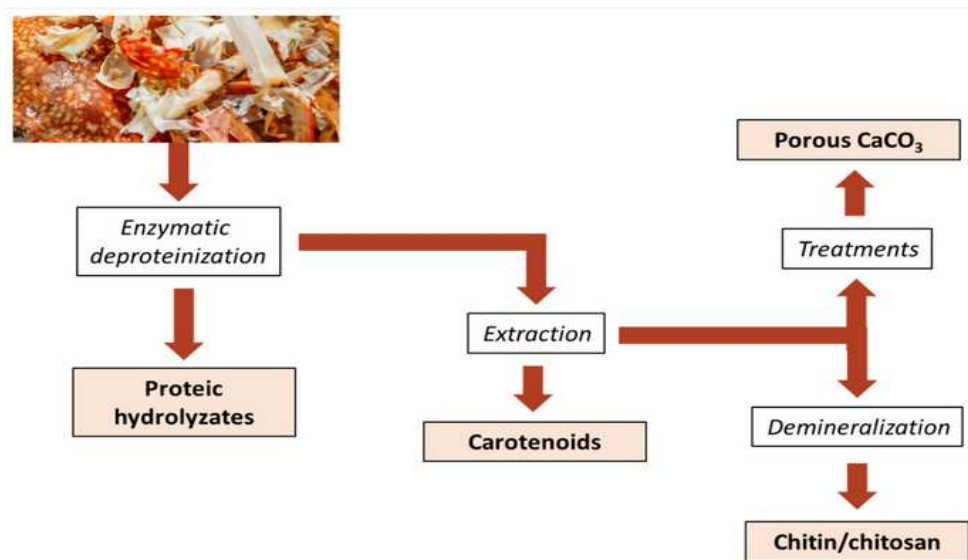 Enzymatic
deproteinization
Proteic
hydrolyzates
Extraction
Carotenoids
Porous CaCO₃
Treatments
Demineralization
Chitin/chitosan